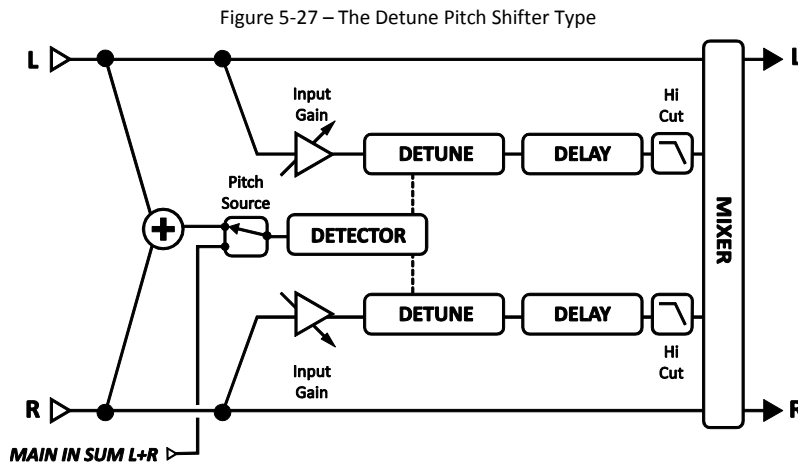 Figure 5-27 – The Detune Pitch Shifter Type
L
L
Input
Gain
Hi
Cut
DETUNE
DELAY
Pitch
Source
+
DETECTOR
MIXER
DETUNE
DELAY
Input
Gain
Hi
Cut
R
R
MAIN IN SUM L+R